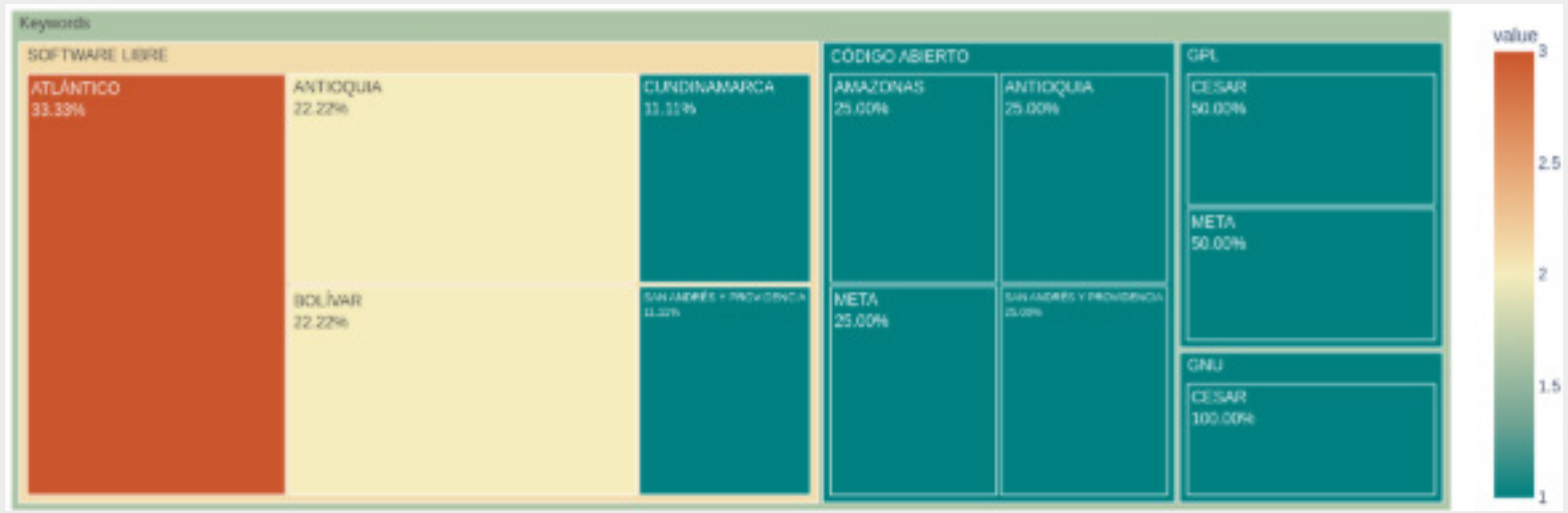 Keywords
SOFTWARE LIBRE
ATLÁNTICO
33.33%
ANTIOQUIA
22.22%
BOLÍVAR
22.22%
CUNDINAMARCA
11.11%
SAN ANDRÉS Y PROVIDENCIA
11.11%
CÓDIGO ABIERTO
AMAZONAS
25.00%
ANTIOQUIA
25.00%
META
25.00%
SAN ANDRÉS Y PROVIDENCIA
25.00%
GPL
CESAR
50.00%
META
50.00%
GNU
CESAR
100.00%
value
3
2.5
2
1.5
1